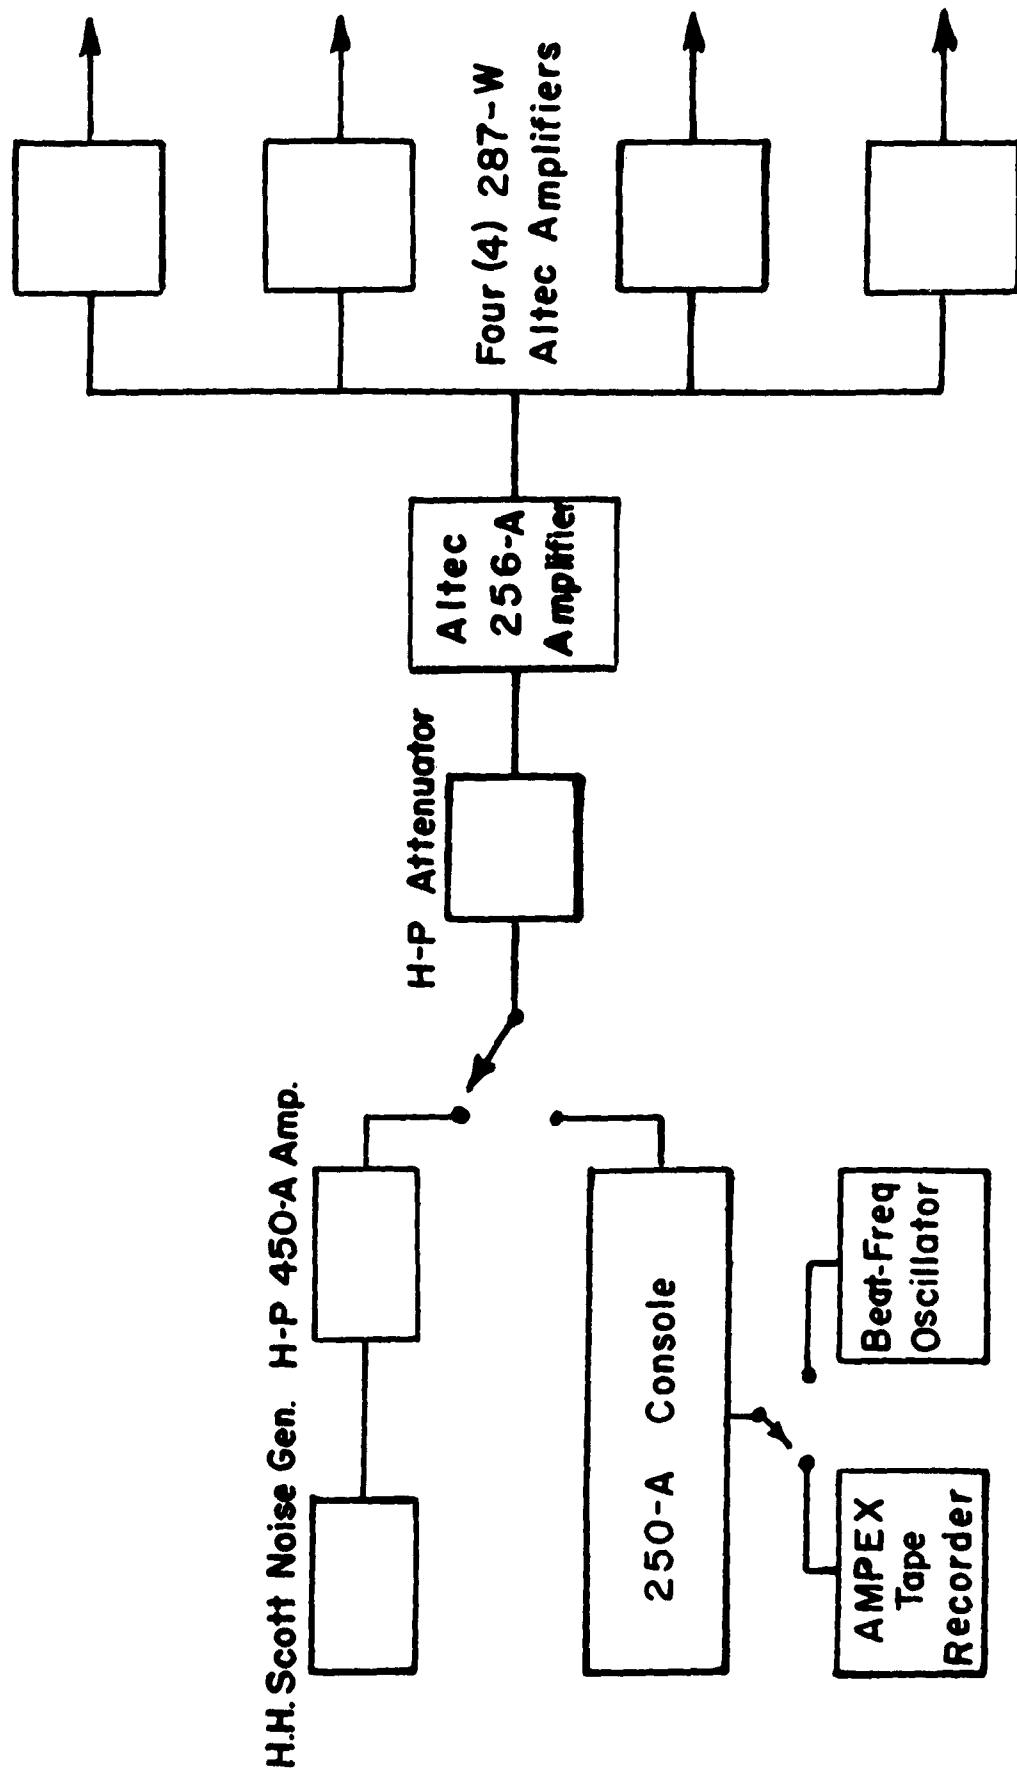 H.H. Scott Noise Gen.
H-P 450-A Amp.
H-P Attenuator
Altec
256-A
Amplifier
Four (4) 287-W
Altec Amplifiers
250-A Console
AMPEX
Tape
Recorder
Beat-Freq
Oscillator